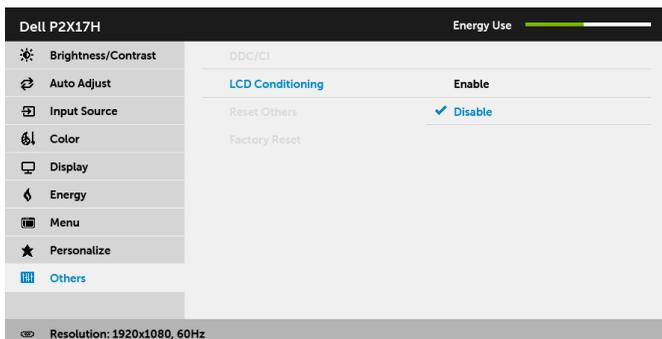 Dell P2X17H
Energy Use
Brightness/Contrast
DDC/CI
Auto Adjust
LCD Conditioning
Enable
Input Source
Reset Others
Disable
Color
Factory Reset
Display
Energy
Menu
Personalize
Others
Resolution: 1920x1080, 60Hz